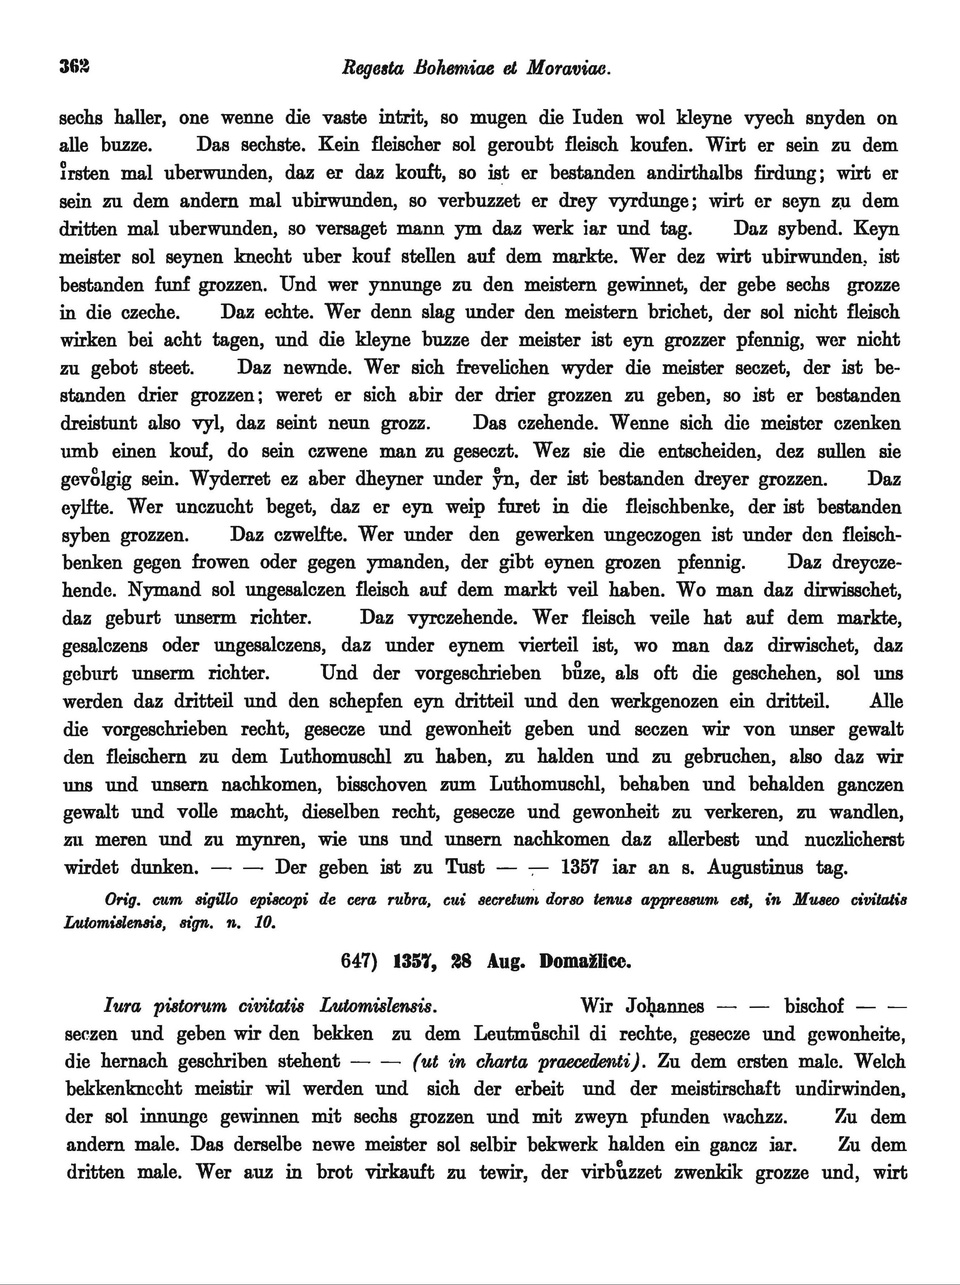 362 Regesta Bohemiae et Moraviae.
sechs haller, one wenne die vaste intrit, so mugen die Iuden wol kleyne vyech snyden on
alle buzze. Das sechste. Kein fleischer sol geroubt fleisch koufen. Wirt er sein zu dem
i̊rsten mal uberwunden, daz er daz kouft, so ist er bestanden andirthalbs firdung; wirt er
sein zu dem andern mal ubirwunden, so verbuzzet er drey vyrdunge; wirt er seyn zu dem
dritten mal uberwunden, so versaget mann ym daz werk iar und tag. Daz sybend. Keyn
meister sol seynen knecht uber kouf stellen auf dem markte. Wer dez wirt ubirwunden, ist
bestanden funf grozzen. Und wer ynnunge zu den meistern gewinnet, der gebe sechs grozze
in die czeche. Daz echte. Wer denn slag under den meistern brichet, der sol nicht fleisch
wirken bei acht tagen, und die kleyne buzze der meister ist eyn grozzer pfennig, wer nicht
zu gebot steet. Daz newnde. Wer sich frevelichen wyder die meister seczet, der ist be-
standen drier grozzen; weret er sich abir der drier grozzen zu geben, so ist er bestanden
dreistunt also vyl, daz seint neun grozz. Das czehende. Wenne sich die meister czenken
umb einen kouf, do sein czwene man zu geseczt. Wez sie die entscheiden, dez sullen sie
gevo̊lgig sein. Wyderret ez aber dheyner under yͤn, der ist bestanden dreyer grozzen. Daz
eylfte. Wer unczucht beget, daz er eyn weip furet in die fleischbenke, der ist bestanden
syben grozzen. Daz czwelfte. Wer under den gewerken ungeczogen ist under den fleisch-
benken gegen frowen oder gegen ymanden, der gibt eynen grozen pfennig. Daz dreycze-
hende. Nymand sol ungesalczen fleisch auf dem markt veil haben. Wo man daz dirwisschet,
daz geburt unserm richter. Daz vyrczehende. Wer fleisch veile hat auf dem markte,
gesalczens oder ungesalczens, daz under eynem vierteil ist, wo man daz dirwischet, daz
geburt unserm richter. Und der vorgeschrieben bůze, als oft die geschehen, sol uns
werden daz dritteil und den schepfen eyn dritteil und den werkgenozen ein dritteil. Alle
die vorgeschrieben recht, gesecze und gewonheit geben und seczen wir von unser gewalt
den fleischern zu dem Luthomuschl zu haben, zu halden und zu gebruchen, also daz wir
uns und unsern nachkomen, bisschoven zum Luthomuschl, behaben und behalden ganczen
gewalt und volle macht, dieselben recht, gesecze und gewonheit zu verkeren, zu wandlen,
zu meren und zu mynren, wie uns und unsern nachkomen daz allerbest und nuczlicherst
wirdet dunken. — — Der geben ist zu Tust — — 1357 iar an s. Augustinus tag.
Orig. cum sigillo episcopi de cera rubra, cui secretum dorso tenus appressum est, in Museo civitatis
Lutomislensis, sign. n. 10.
647) 1357, 28 Aug. Domažlice.
Iura pistorum civitatis Lutomislensis. Wir Johannes — — bischof — —
seczen und geben wir den bekken zu dem Leutmůschil di rechte, gesecze und gewonheite,
die hernach geschriben stehent — — (ut in charta praecedenti). Zu dem ersten male. Welch
bekkenknecht meistir wil werden und sich der erbeit und der meistirschaft undirwinden,
der sol innunge gewinnen mit sechs grozzen und mit zweyn pfunden wachzz. Zu dem
andern male. Das derselbe newe meister sol selbir bekwerk halden ein gancz iar. Zu dem
dritten male. Wer auz in brot virkauft zu tewir, der virbuͤzzet zwenkik grozze und, wirt